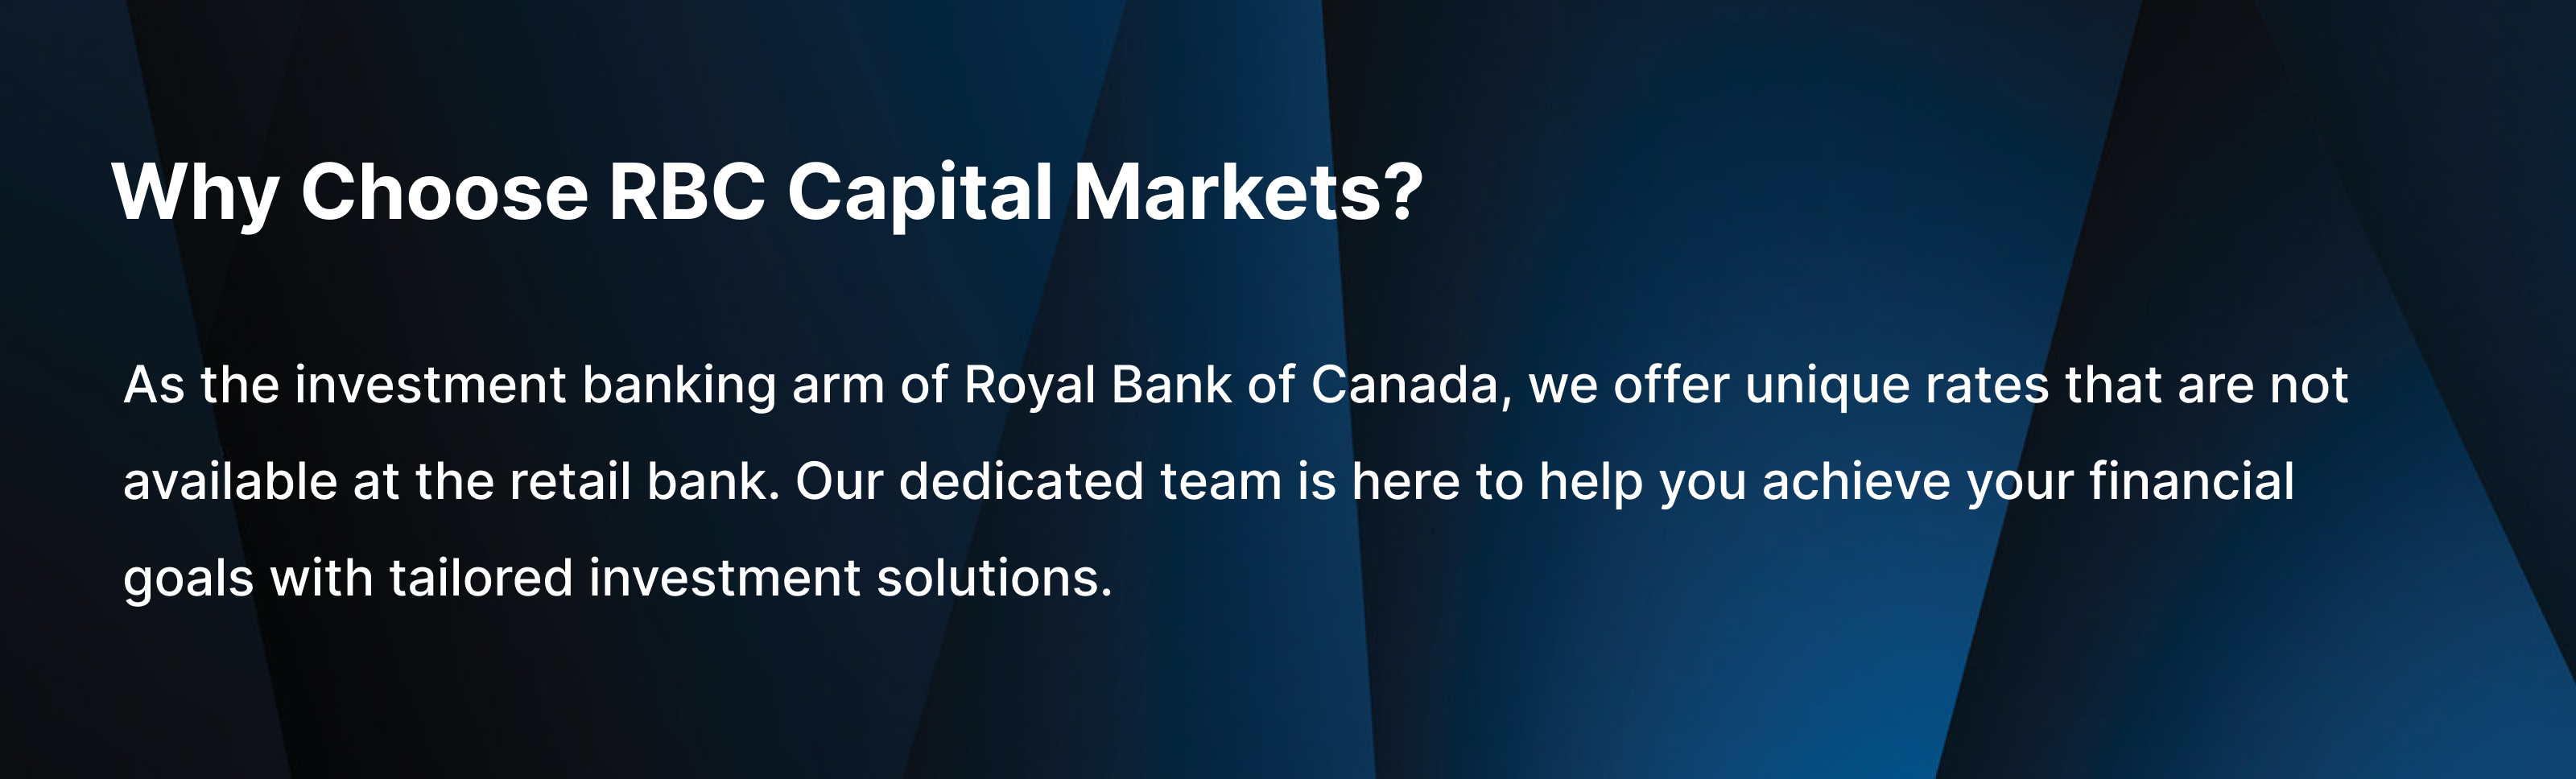 Why Choose RBC Capital Markets?
As the investment banking arm of Royal Bank of Canada, we offer unique rates that are not
available at the retail bank. Our dedicated team is here to help you achieve your financial
goals with tailored investment solutions.